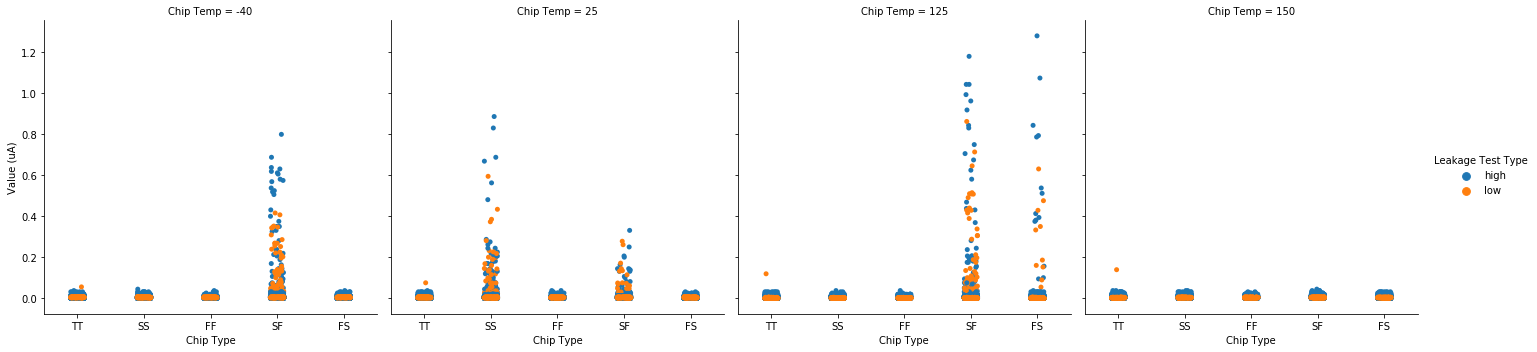 Chip Temp = -40
Chip Temp = 25
Chip Temp = 125
Chip Temp = 150
Value (uA)
1.2
1.0
0.8
0.6
0.4
0.2
0.0
TT SS FF SF FS
TT SS FF SF FS
TT SS FF SF FS
TT SS FF SF FS
Chip Type
Chip Type
Chip Type
Chip Type
Leakage Test Type
high
low